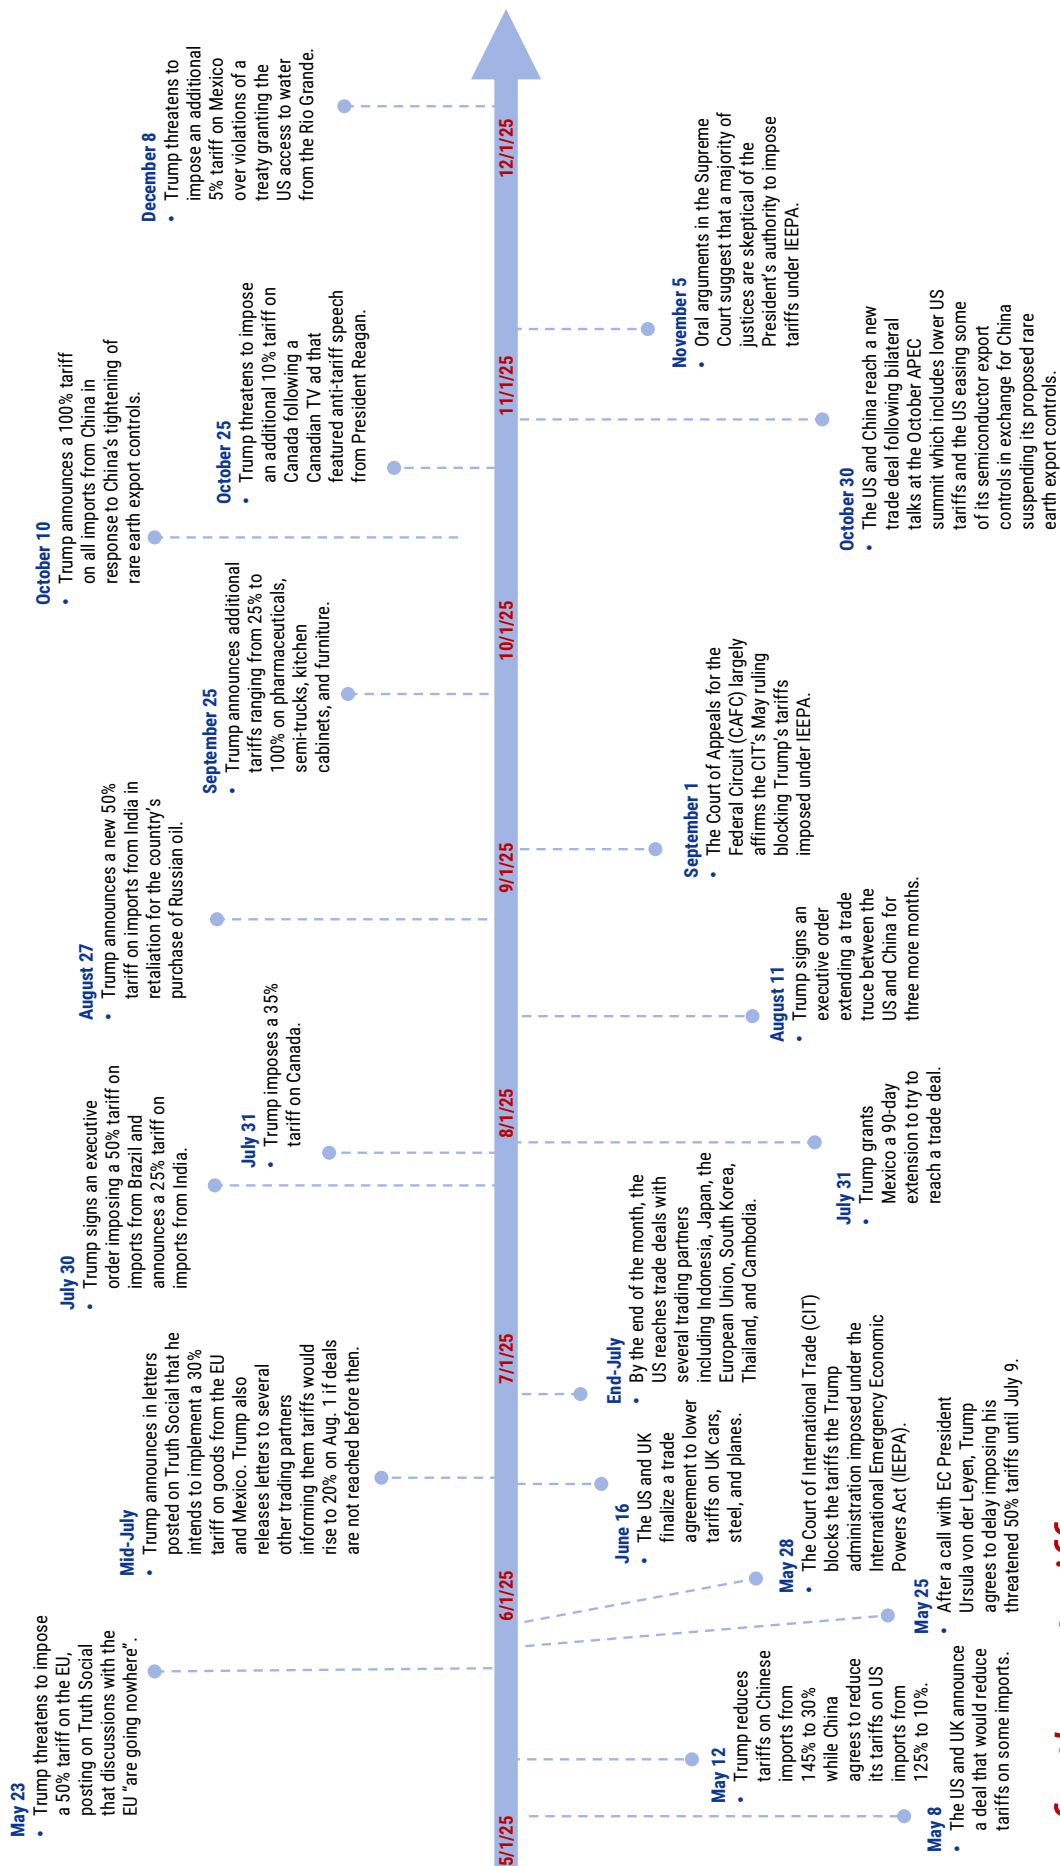 May 23
• Trump threatens to impose
a 50% tariff on the EU,
posting on Truth Social
that discussions with the
EU "are going nowhere".
Mid-July
• Trump announces in letters
posted on Truth Social that he
intends to implement a 30%
tariff on goods from the EU
and Mexico. Trump also
releases letters to several
other trading partners
informing them tariffs would
rise to 20% on Aug. 1 if deals
are not reached before then.
July 30
• Trump signs an executive
order imposing a 50% tariff on
imports from Brazil and
announces a 25% tariff on
imports from India.
July 31
• Trump imposes a 35%
tariff on Canada.
August 27
• Trump announces a new 50%
tariff on imports from India in
retaliation for the country's
purchase of Russian oil.
September 25
• Trump announces additional
tariffs ranging from 25% to
100% on pharmaceuticals,
semi-trucks, kitchen
cabinets, and furniture.
October 10
• Trump announces a 100% tariff
on all imports from China in
response to China's tightening of
rare earth export controls.
October 25
• Trump threatens to impose
an additional 10% tariff on
Canada following a
Canadian TV ad that
featured anti-tariff speech
from President Reagan.
December 8
• Trump threatens to
impose an additional
5% tariff on Mexico
over violations of a
treaty granting the
US access to water
from the Rio Grande.
5/1/25
6/1/25
7/1/25
8/1/25
9/1/25
10/1/25
11/1/25
12/1/25
May 8
• The US and UK announce
a deal that would reduce
tariffs on some imports.
May 12
• Trump reduces
tariffs on Chinese
imports from
145% to 30%
while China
agrees to reduce
its tariffs on US
imports from
125% to 10%.
May 25
• After a call with EC President
Ursula von der Leyen, Trump
agrees to delay imposing his
threatened 50% tariffs until July 9.
May 28
• The Court of International Trade (CIT)
blocks the tariffs the Trump
administration imposed under the
International Emergency Economic
Powers Act (IEEPA).
June 16
• The US and UK
finalize a trade
agreement to lower
tariffs on UK cars,
steel, and planes.
End-July
• By the end of the month, the
US reaches trade deals with
several trading partners
including Indonesia, Japan, the
European Union, South Korea,
Thailand, and Cambodia.
July 31
• Trump grants
Mexico a 90-day
extension to try to
reach a trade deal.
August 11
• Trump signs an
executive order
extending a trade
truce between the
US and China for
three more months.
September 1
• The Court of Appeals for the
Federal Circuit (CAFC) largely
affirms the CIT's May ruling
blocking Trump's tariffs
imposed under IEEPA.
October 30
• The US and China reach a new
trade deal following bilateral
talks at the October APEC
summit which includes lower US
tariffs and the US easing some
of its semiconductor export
controls in exchange for China
suspending its proposed rare
earth export controls.
November 5
• Oral arguments in the Supreme
Court suggest that a majority of
justices are skeptical of the
President's authority to impose
tariffs under IEEPA.